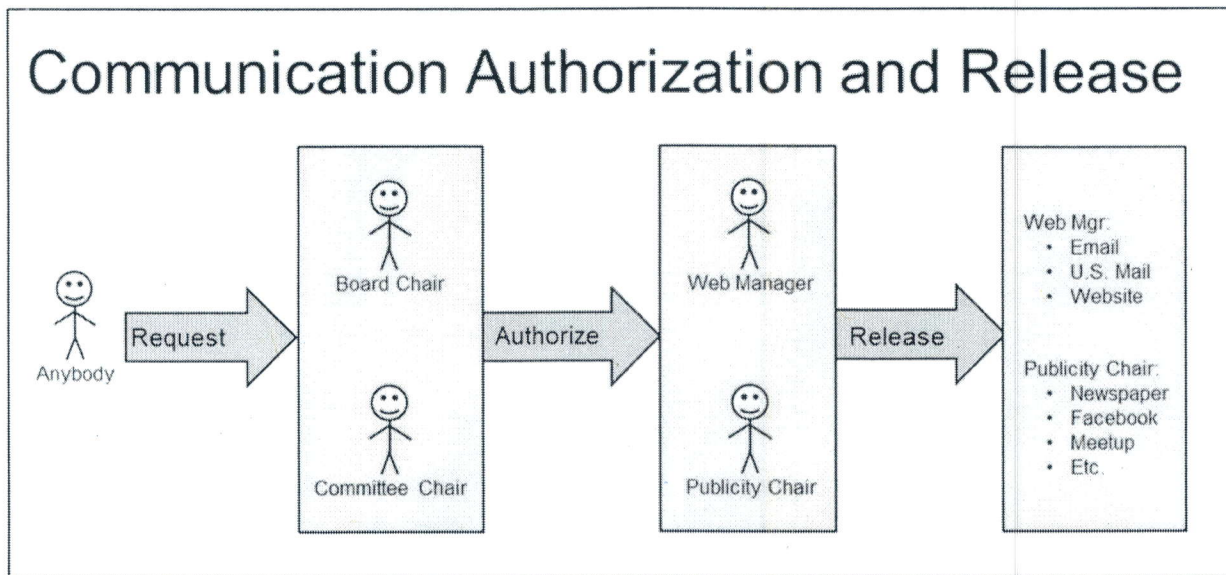 Communication Authorization and Release
Anybody
Request
Board Chair
Committee Chair
Authorize
Web Manager
Publicity Chair
Release
Web Mgr:
• Email
• U.S. Mail
• Website
Publicity Chair:
• Newspaper
• Facebook
• Meetup
• Etc.